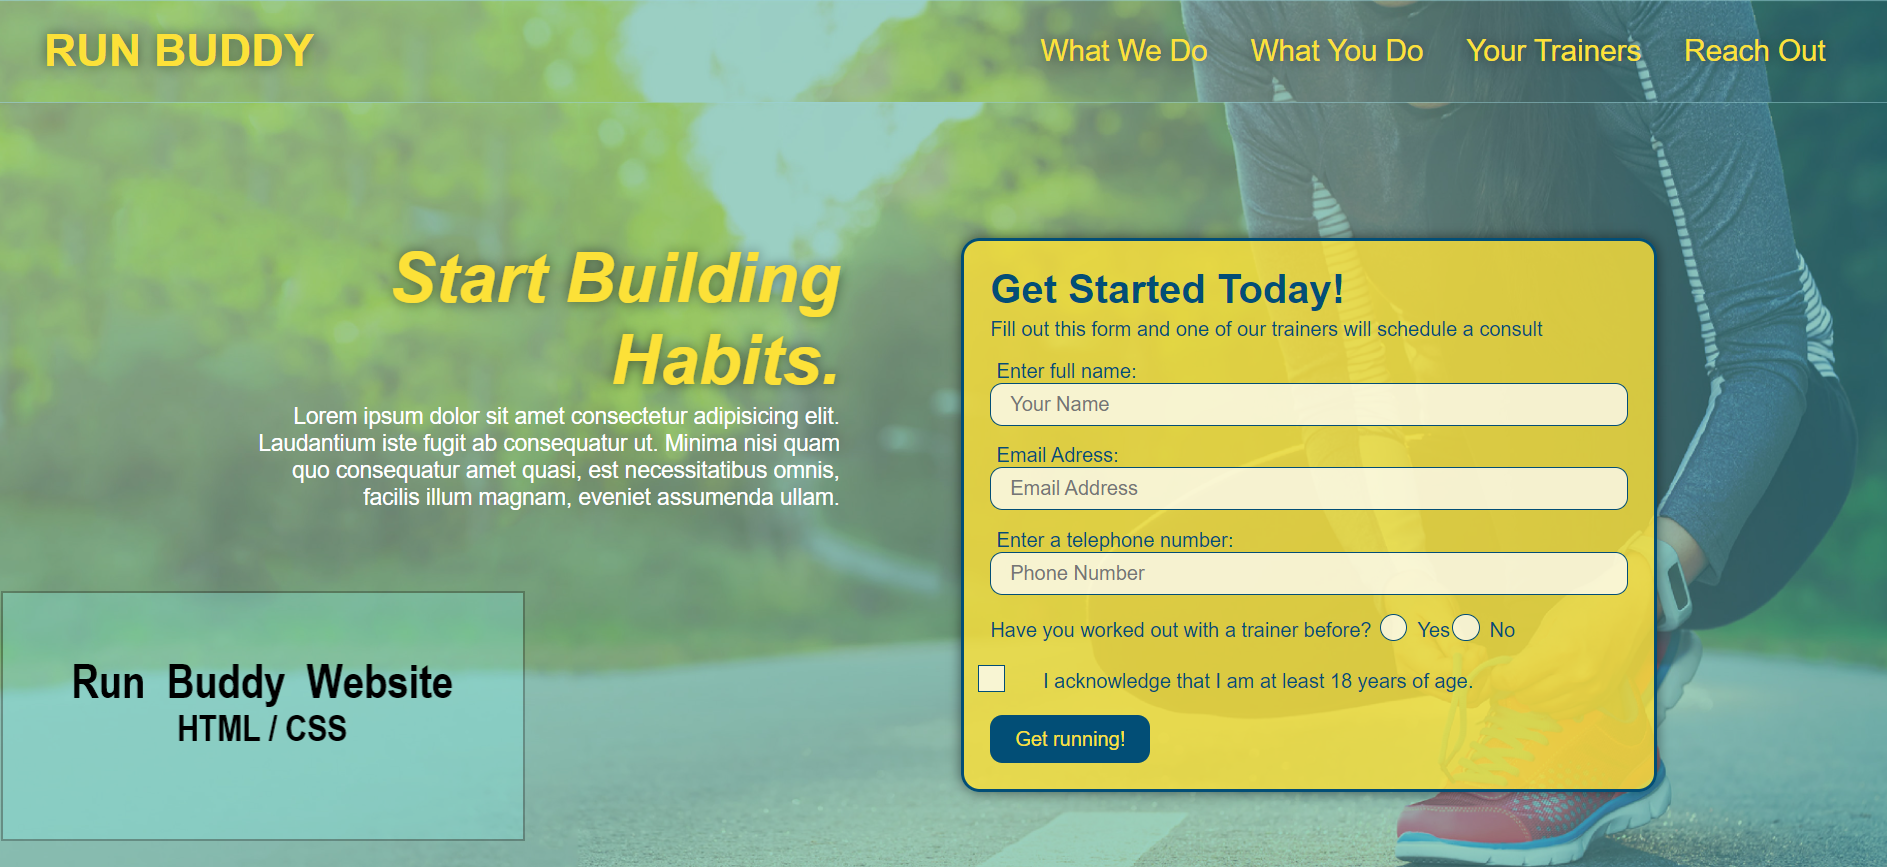 RUN BUDDY
What We Do What You Do Your Trainers Reach Out
Start Building
Habits.
Lorem ipsum dolor sit amet consectetur adipisicing elit.
Laudantium iste fugit ab consequatur ut. Minima nisi quam
quo consequatur amet quasi, est necessitatibus omnis,
facilis illum magnam, eveniet assumenda ullam.
Run Buddy Website
HTML / CSS
Get Started Today!
Fill out this form and one of our trainers will schedule a consult
Enter full name:
Your Name
Email Adress:
Email Address
Enter a telephone number:
Phone Number
Have you worked out with a trainer before? Yes No
I acknowledge that I am at least 18 years of age.
Get running!